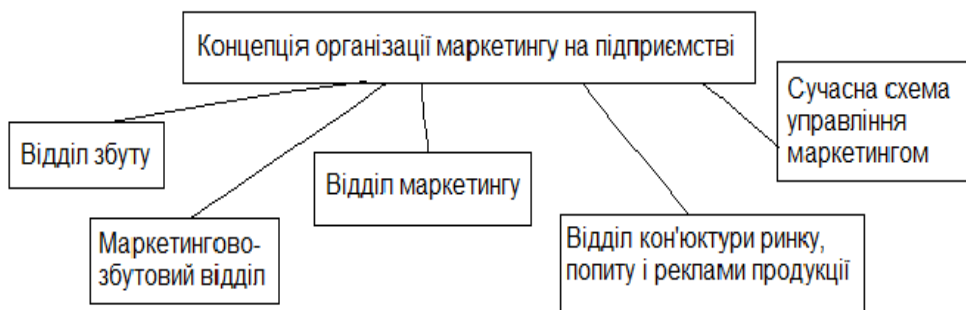 Концепція організації маркетингу на підприємстві
Відділ збуту
Маркетингово-
збутовий відділ
Відділ маркетингу
Відділ кон'юктури ринку,
попиту і реклами продукції
Сучасна схема
управління
маркетингом